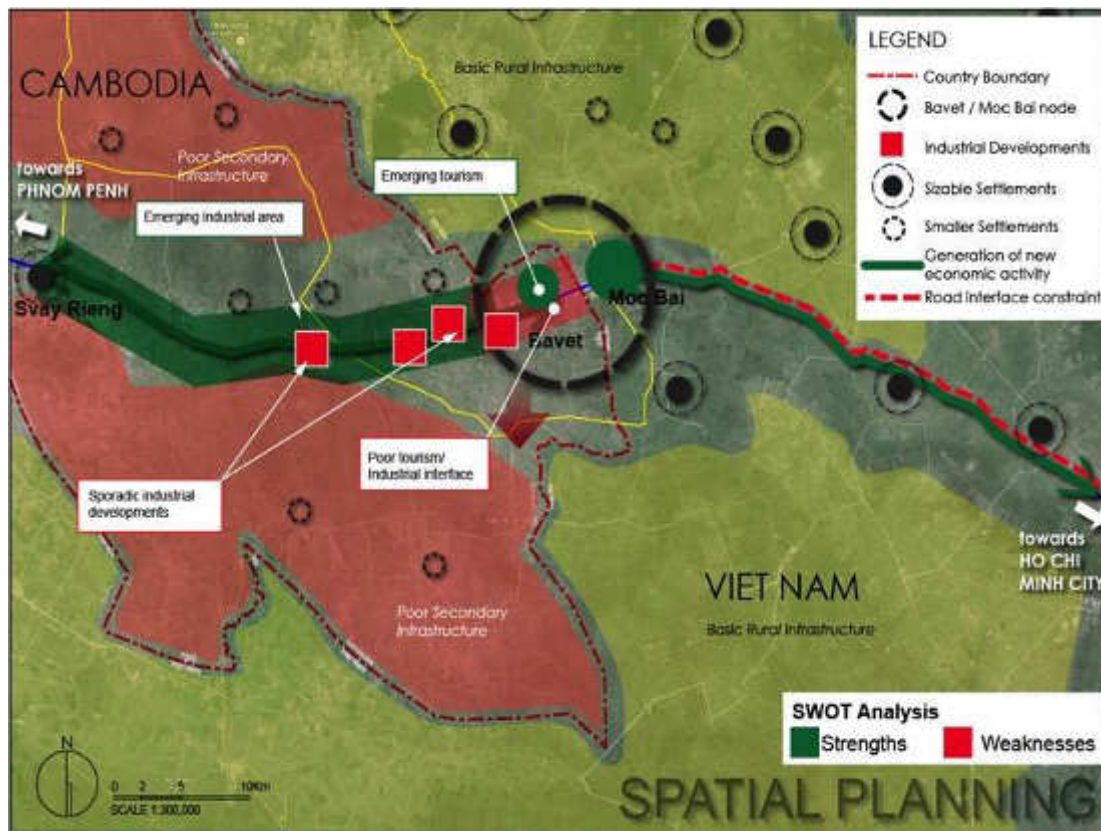 CAMBODIA
towards
PHNOM PENH
Poor Secondary
Infrastructure
Emerging industrial area
Basic Rural Infrastructure
Emerging tourism
LEGEND
Country Boundary
Bavet / Moc Bai node
Industrial Developments
Sizable Settlements
Smaller Settlements
Generation of new
economic activity
Road interface constraint
Svay Rieng
Moc Bai
Bavet
Poor tourism/
Industrial interface
Sporadic industrial
developments
towards
HO CHI
MINH CITY
VIET NAM
Basic Rural Infrastructure
Poor Secondary
Infrastructure
SWOT Analysis
Strengths
Weaknesses
N
0 2 5 10Km
SCALE 1:300,000
SPATIAL PLANNING